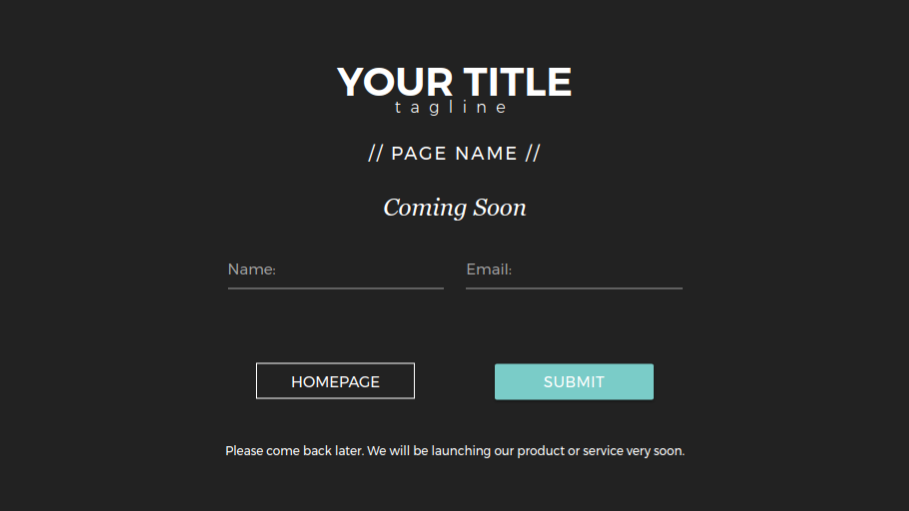 YOUR TITLE
tagline
// PAGE NAME //
Coming Soon
Name: Email:
HOMEPAGE SUBMIT
Please come back later. We will be launching our product or service very soon.